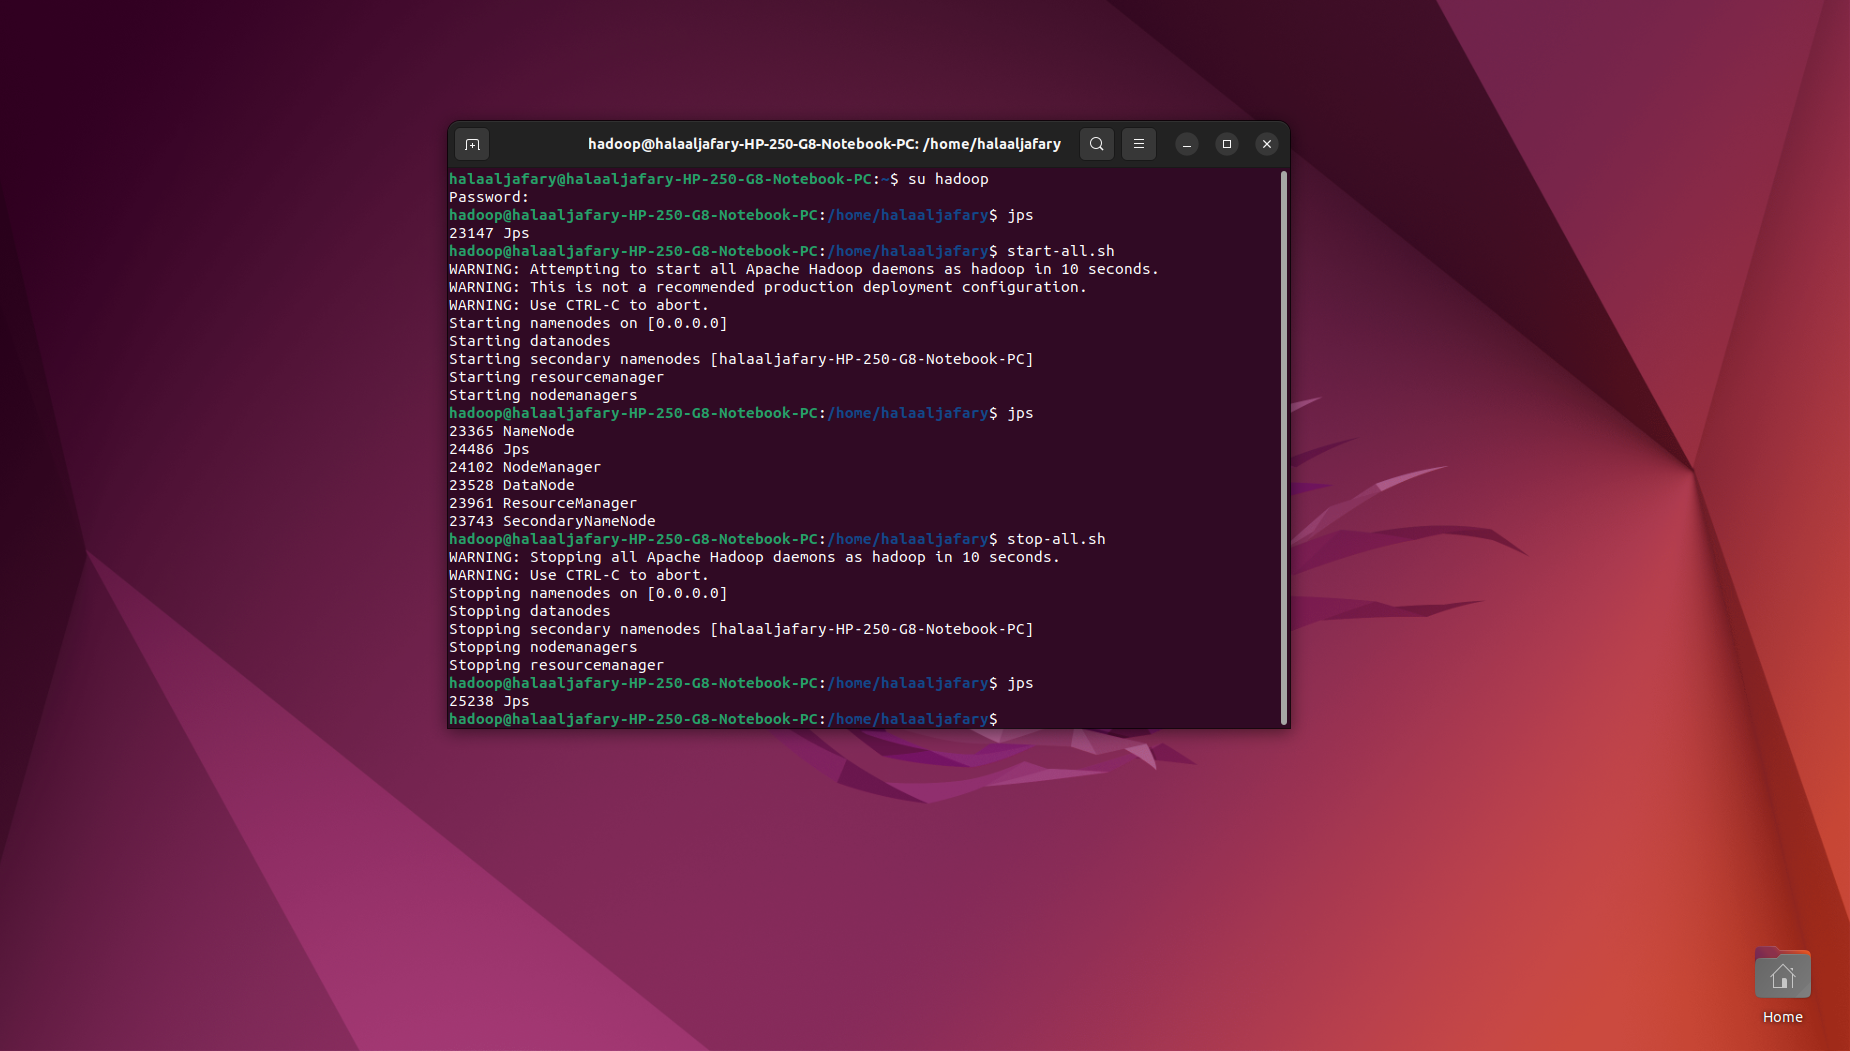 hadoop@halaaljafary-HP-250-G8-Notebook-PC: /home/halaaljafary
halaaljafary@halaaljafary-HP-250-G8-Notebook-PC:~$ su hadoop
Password:
hadoop@halaaljafary-HP-250-G8-Notebook-PC:/home/halaaljafary$ jps
23147 Jps
hadoop@halaaljafary-HP-250-G8-Notebook-PC:/home/halaaljafary$ start-all.sh
WARNING: Attempting to start all Apache Hadoop daemons as hadoop in 10 seconds.
WARNING: This is not a recommended production deployment configuration.
WARNING: Use CTRL-C to abort.
Starting namenodes on [0.0.0.0]
Starting datanodes
Starting secondary namenodes [halaaljafary-HP-250-G8-Notebook-PC]
Starting resourcemanager
Starting nodemanagers
hadoop@halaaljafary-HP-250-G8-Notebook-PC:/home/halaaljafary$ jps
23365 NameNode
24486 Jps
24102 NodeManager
23528 DataNode
23961 ResourceManager
23743 SecondaryNameNode
hadoop@halaaljafary-HP-250-G8-Notebook-PC:/home/halaaljafary$ stop-all.sh
WARNING: Stopping all Apache Hadoop daemons as hadoop in 10 seconds.
WARNING: Use CTRL-C to abort.
Stopping namenodes on [0.0.0.0]
Stopping datanodes
Stopping secondary namenodes [halaaljafary-HP-250-G8-Notebook-PC]
Stopping nodemanagers
Stopping resourcemanager
hadoop@halaaljafary-HP-250-G8-Notebook-PC:/home/halaaljafary$ jps
25238 Jps
hadoop@halaaljafary-HP-250-G8-Notebook-PC:/home/halaaljafary$
Home